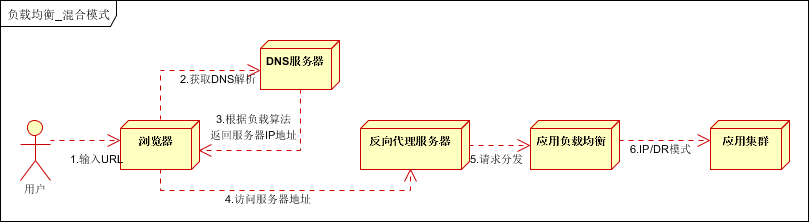 负载均衡_混合模式
DNS服务器
2.获取DNS解析
3.根据负载算法
返回服务器IP地址
浏览器
反向代理服务器
应用负载均衡
应用集群
1.输入URL
5.请求分发
6.IP/DR模式
用户
4.访问服务器地址